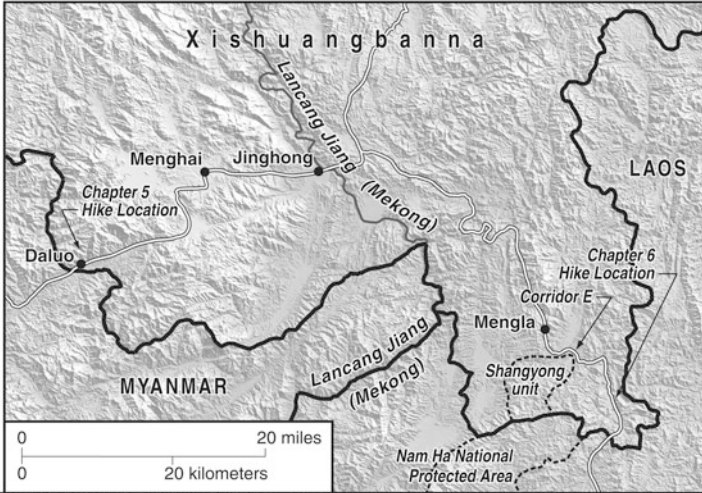 Xishuangbanna
Lancang Jiang
(Mekong)
Menghai
Jinghong
LAOS
Chapter 5
Hike Location
Daluo
Chapter 6
Hike Location
Corridor E
Mengla
MYANMAR
Lancang Jiang
(Mekong)
Shangyong
unit
Nam Ha National
Protected Area
0 20 miles
0 20 kilometers